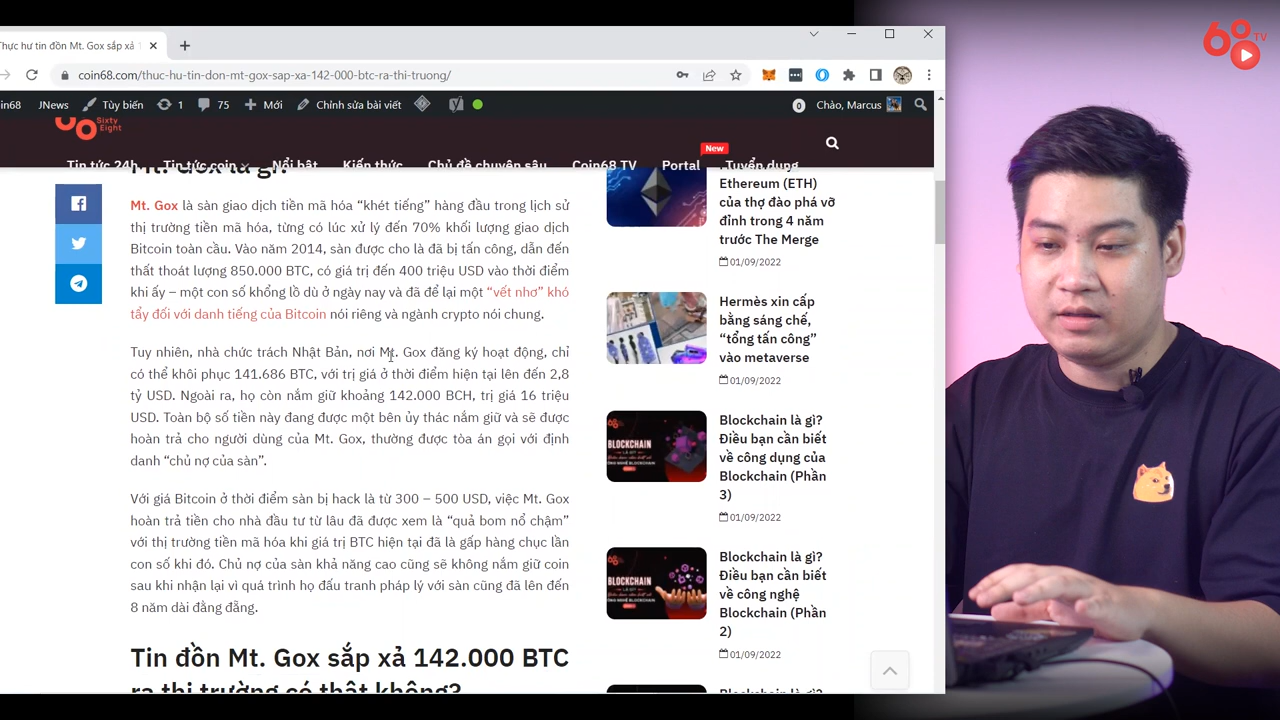 Thực hư tin đồn Mt. Gox sắp xả
coin68.com/thuc-hu-tin-don-mt-gox-sap-xa-142-000-btc-ra-thi-truong/
in68
JNews
Tùy biến
1
75
Mới
Chỉnh sửa bài viết
0
Chào, Marcus
Sixty
Eight
Tin tức 24h
Tin tức coin
Nổi bật
Kiến thức
Chủ đề chuyên sâu
Coin68 TV
Portal
New
Tuyển dụng
Mt. Gox là gì?
Mt. Gox là sàn giao dịch tiền mã hóa “khét tiếng” hàng đầu trong lịch sử
thị trường tiền mã hóa, từng có lúc xử lý đến 70% khối lượng giao dịch
Bitcoin toàn cầu. Vào năm 2014, sàn được cho là đã bị tấn công, dẫn đến
thất thoát lượng 850.000 BTC, có giá trị đến 400 triệu USD vào thời điểm
khi ấy – một con số khổng lồ dù ở ngày nay và đã để lại một “vết nhơ” khó
tẩy đối với danh tiếng của Bitcoin nói riêng và ngành crypto nói chung.
Tuy nhiên, nhà chức trách Nhật Bản, nơi Mt. Gox đăng ký hoạt động, chỉ
có thể khôi phục 141.686 BTC, với trị giá ở thời điểm hiện tại lên đến 2,8
tỷ USD. Ngoài ra, họ còn nắm giữ khoảng 142.000 BCH, trị giá 16 triệu
USD. Toàn bộ số tiền này đang được một bên ủy thác nắm giữ và sẽ được
hoàn trả cho người dùng của Mt. Gox, thường được tòa án gọi với định
danh “chủ nợ của sàn”.
Với giá Bitcoin ở thời điểm sàn bị hack là từ 300 – 500 USD, việc Mt. Gox
hoàn trả tiền cho nhà đầu tư từ lâu đã được xem là “quả bom nổ chậm”
với thị trường tiền mã hóa khi giá trị BTC hiện tại đã là gấp hàng chục lần
con số khi đó. Chủ nợ của sàn khả năng cao cũng sẽ không nắm giữ coin
sau khi nhận lại vì quá trình họ đấu tranh pháp lý với sàn cũng đã lên đến
8 năm dài đằng đẵng.
Tin đồn Mt. Gox sắp xả 142.000 BTC
ra thị trường có thật không?
Ethereum (ETH)
của thợ đào phá vỡ
đỉnh trong 4 năm
trước The Merge
01/09/2022
Hermès xin cấp
bằng sáng chế,
“tổng tấn công”
vào metaverse
01/09/2022
BLOCKCHAIN
Blockchain là gì?
Điều bạn cần biết
về công dụng của
Blockchain (Phần
3)
01/09/2022
BLOCKCHAIN
Blockchain là gì?
Điều bạn cần biết
về công nghệ
Blockchain (Phần
2)
01/09/2022
Blockchain là gì?
68 TV